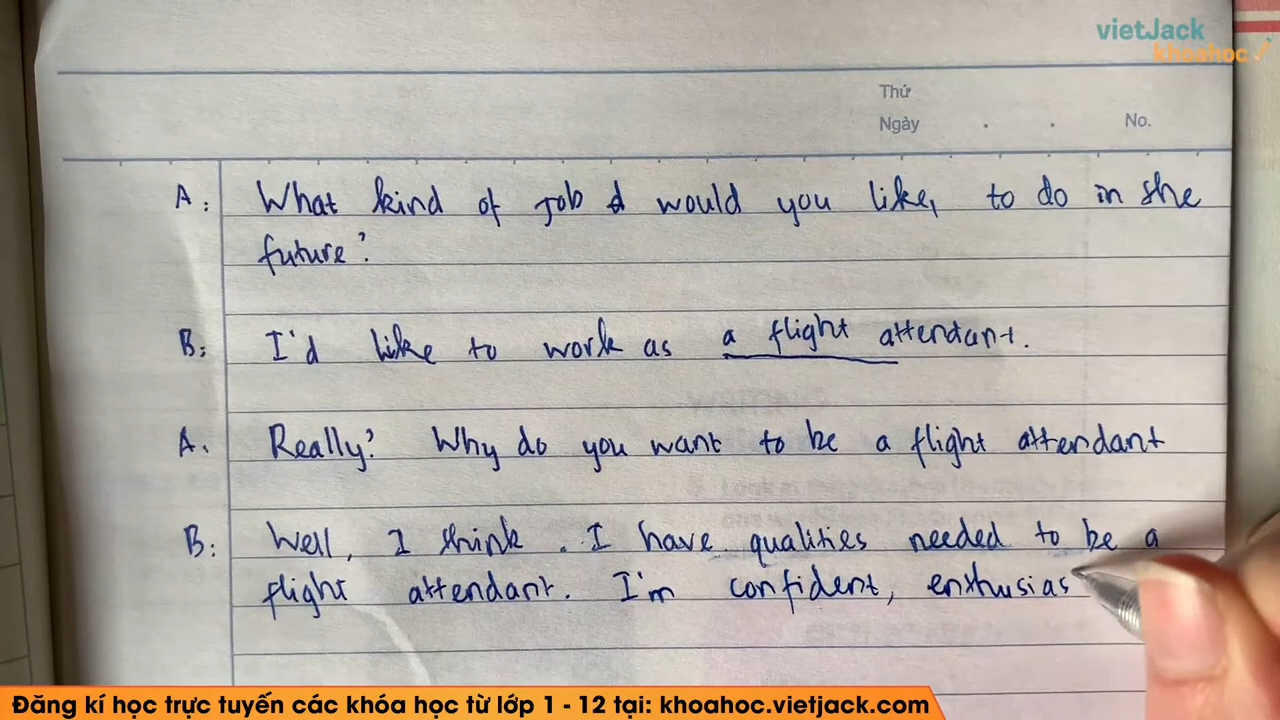 vietJack
khoahoc
Thứ
Ngày . . No.
A: What kind of job would you like, to do in the
future?
B: I'd like to work as a flight attendant.
A. Really? Why do you want to be a flight attendant
B: Well, I think . I have qualities needed to be a
flight attendant. I'm confident, enthusias
Đăng kí học trực tuyến các khóa học từ lớp 1 - 12 tại: khoahoc.vietjack.com